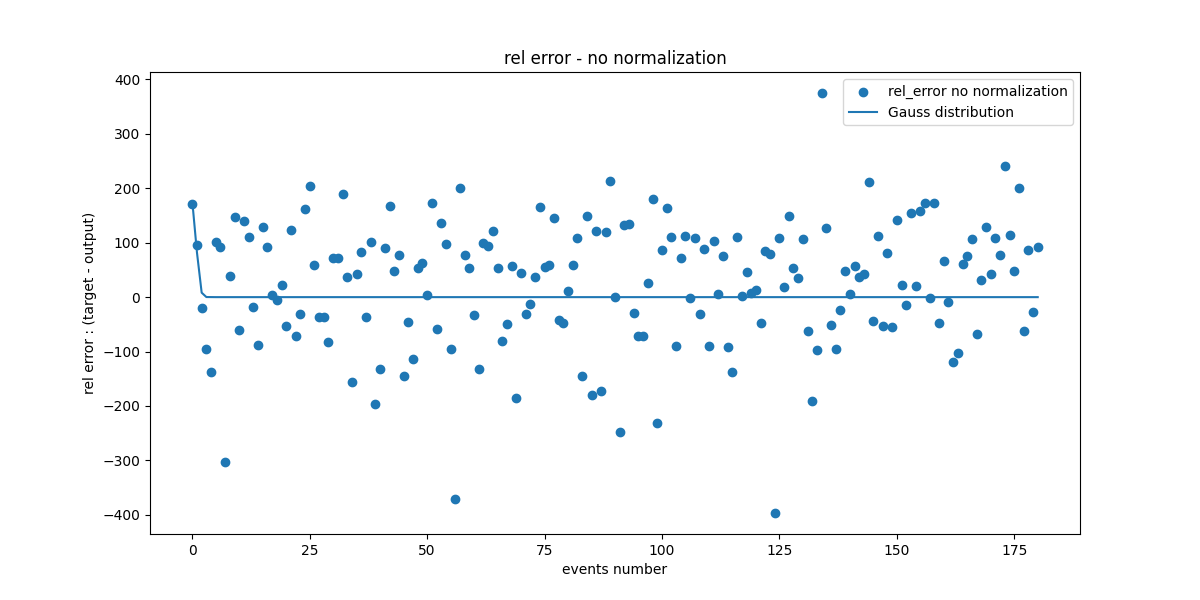 rel error - no normalization
rel_error no normalization
Gauss distribution
rel error : (target - output)
400
300
200
100
0
−100
−200
−300
−400
0 25 50 75 100 125 150 175
events number